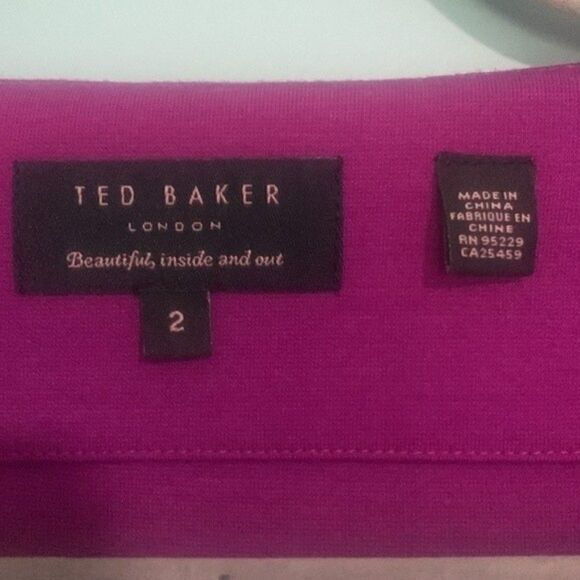 TED BAKER
LONDON
Beautiful, inside and out
2
MADE IN
CHINA
FABRIQUE EN
CHINE
RN 95229
CA25459